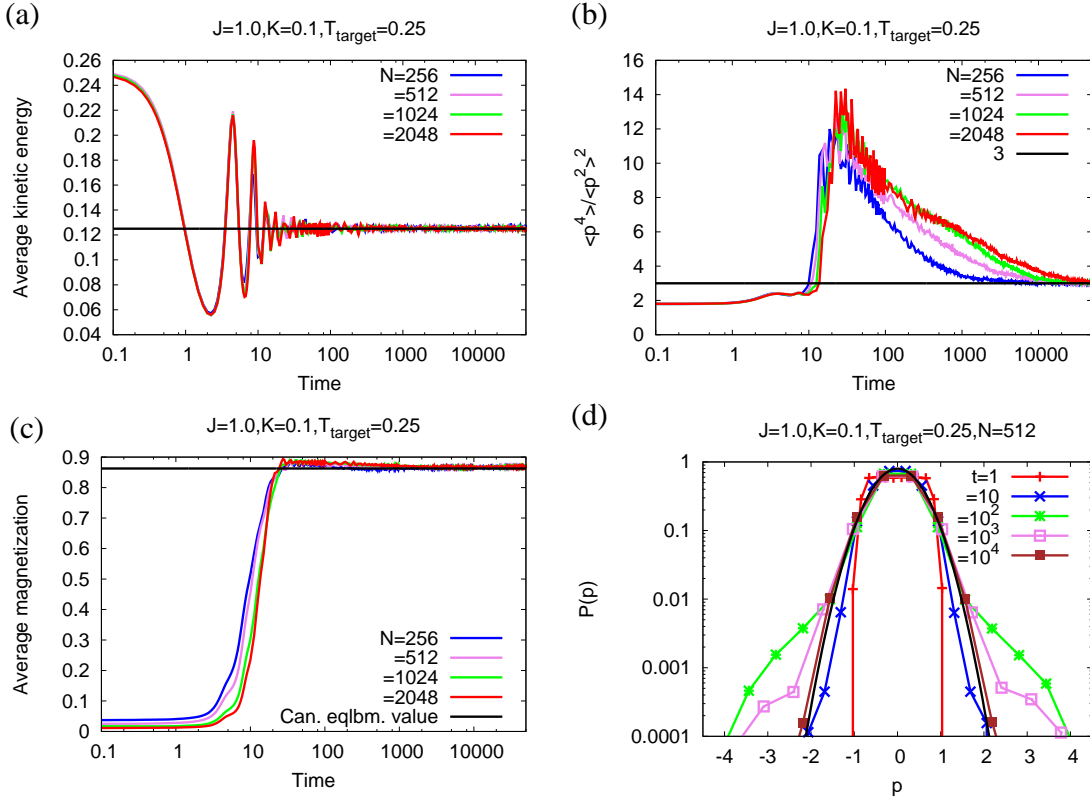 (a)
J=1.0,K=0.1,T_target=0.25
Average kinetic energy
0.26
0.24
0.22
0.2
0.18
0.16
0.14
0.12
0.1
0.08
0.06
0.04
N=256
=512
=1024
=2048
0.1 1 10 100 1000 10000
Time
(b)
J=1.0,K=0.1,T_target=0.25
<p^4>/<p^2>^2
16
14
12
10
8
6
4
2
0
N=256
=512
=1024
=2048
3
0.1 1 10 100 1000 10000
Time
(c)
J=1.0,K=0.1,T_target=0.25
Average magnetization
0.9
0.8
0.7
0.6
0.5
0.4
0.3
0.2
0.1
0
N=256
=512
=1024
=2048
Can. eqlbm. value
0.1 1 10 100 1000 10000
Time
(d)
J=1.0,K=0.1,T_target=0.25,N=512
P(p)
1
0.1
0.01
0.001
0.0001
t=1
=10
=10^2
=10^3
=10^4
-4 -3 -2 -1 0 1 2 3 4
p